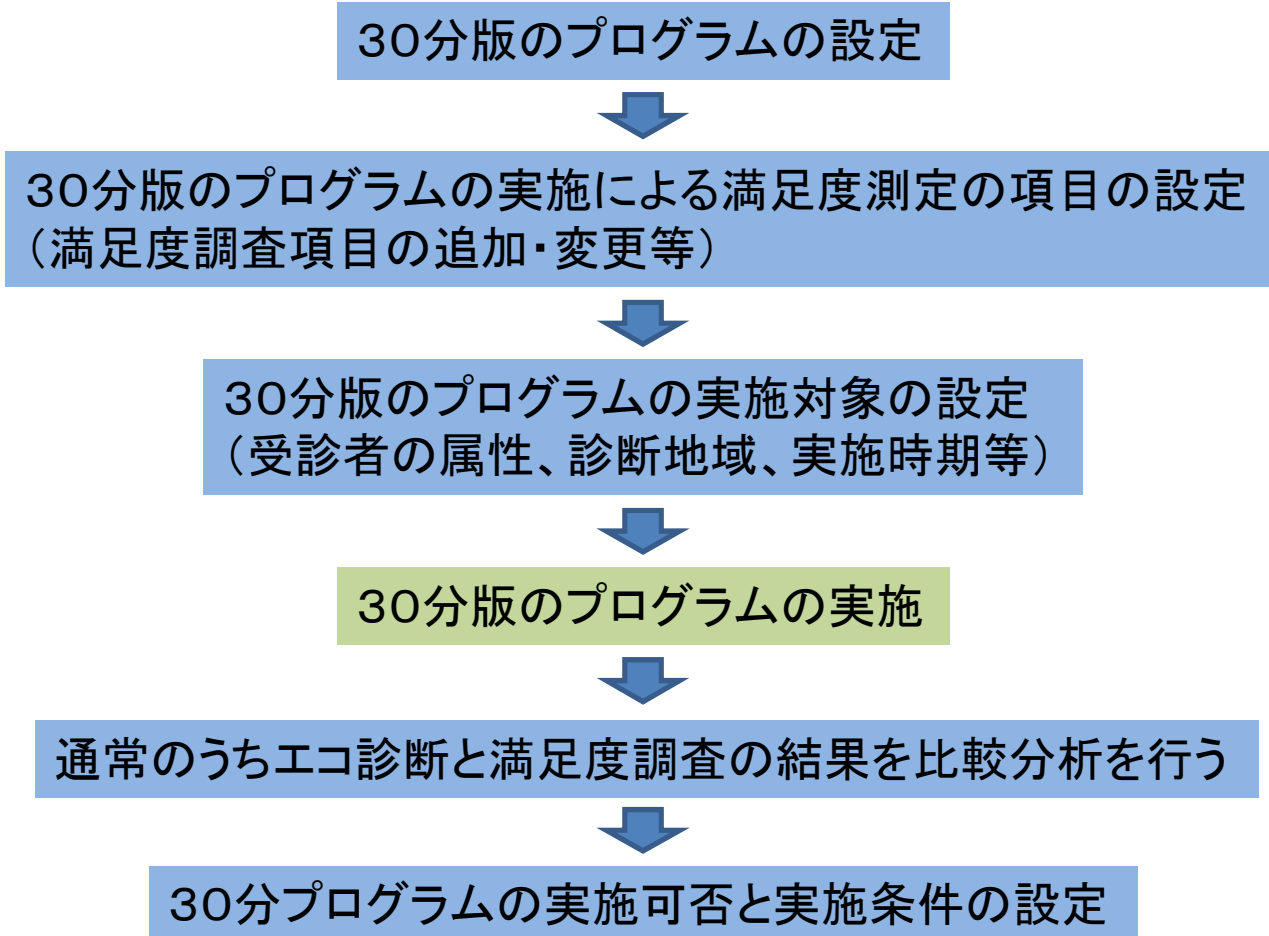 30分版のプログラムの設定
30分版のプログラムの実施による満足度測定の項目の設定
（満足度調査項目の追加・変更等）
30分版のプログラムの実施対象の設定
（受診者の属性、診断地域、実施時期等）
30分版のプログラムの実施
通常のうちエコ診断と満足度調査の結果を比較分析を行う
30分プログラムの実施可否と実施条件の設定